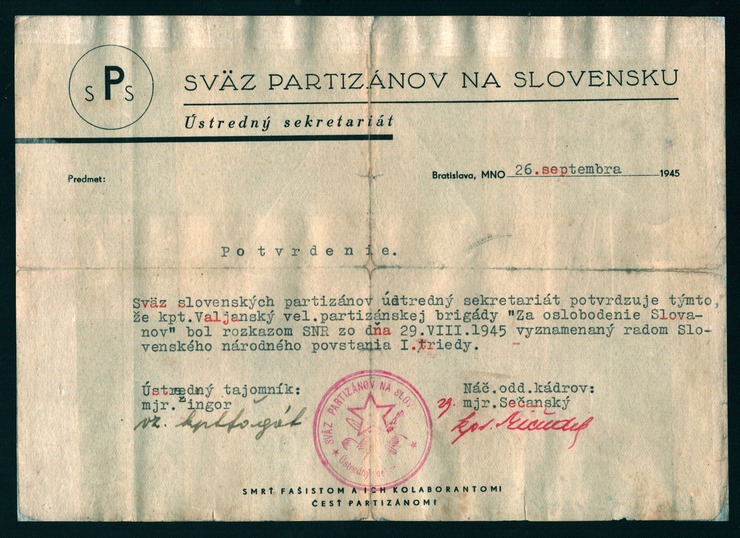 S P S
SVÄZ PARTIZÁNOV NA SLOVENSKU
Ústredný sekretariát
Predmet:
Bratislava, MNO 26.septembra 1945
Potvrdenie.
Sväz slovenských partizánov údtredný sekretariát potvrdzuje týmto,
že kpt.Valjanský vel.partizánskej brigády "Za oslobodenie Slova-
nov" bol rozkazom SNR zo dňa 29.VIII.1945 vyznamenaný radom Slo-
venského národného povstania I.triedy.
Ústredný tajomník:
mjr. ingor
Náč.odd.kádrov:
mjr.Sečanský
SVÄZ PARTIZÁNOV NA SLOV
Ústredný
SMRŤ FAŠISTOM A ICH KOLABORANTOM!
ČESŤ PARTIZÁNOM!